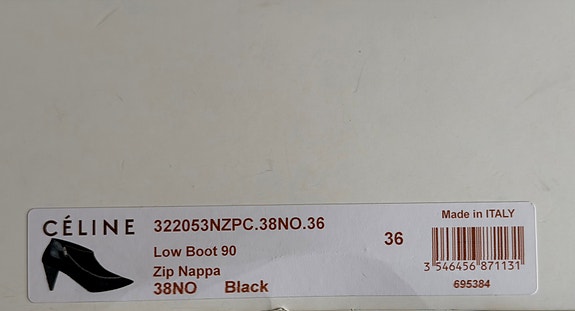 CÉLINE
322053NZPC.38NO.36
Low Boot 90
Zip Nappa
38NO Black
36
Made in ITALY
3 546456 871131
695384